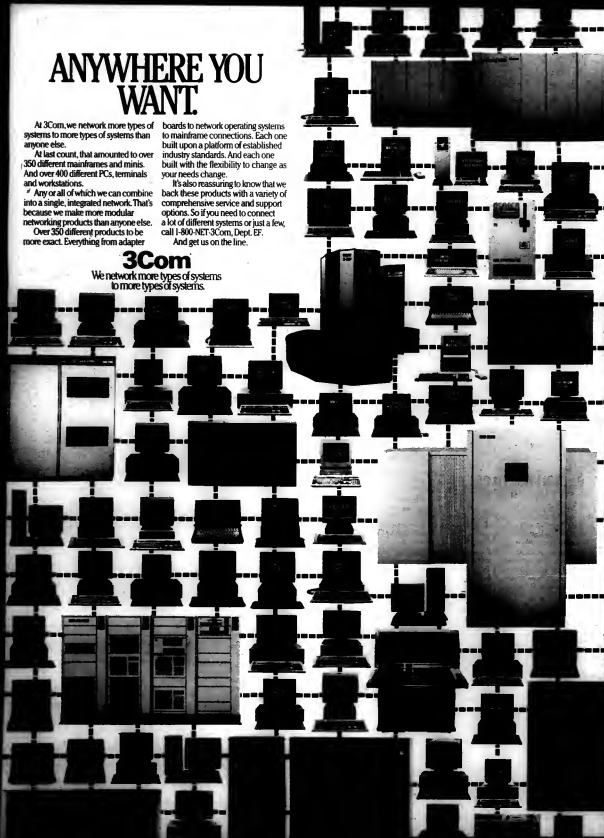 ANYWHERE YOU
WANT.
At 3Com, we network more types of
systems to more types of systems than
anyone else.
At last count, that amounted to over
350 different mainframes and minis.
And over 400 different PCs, terminals
and workstations.
Any or all of which we can combine
into a single, integrated network. That's
because we make more modular
networking products than anyone else.
Over 350 different products to be
more exact. Everything from adapter
boards to network operating systems
to mainframe connections. Each one
built upon a platform of established
industry standards. And each one
built with the flexibility to change as
your needs change.
It's also reassuring to know that we
back these products with a variety of
comprehensive service and support
options. So if you need to connect
a lot of different systems or just a few,
call 1-800-NET-3Com, Dept. EF.
And get us on the line.
3Com
We network more types of systems
to more types of systems.